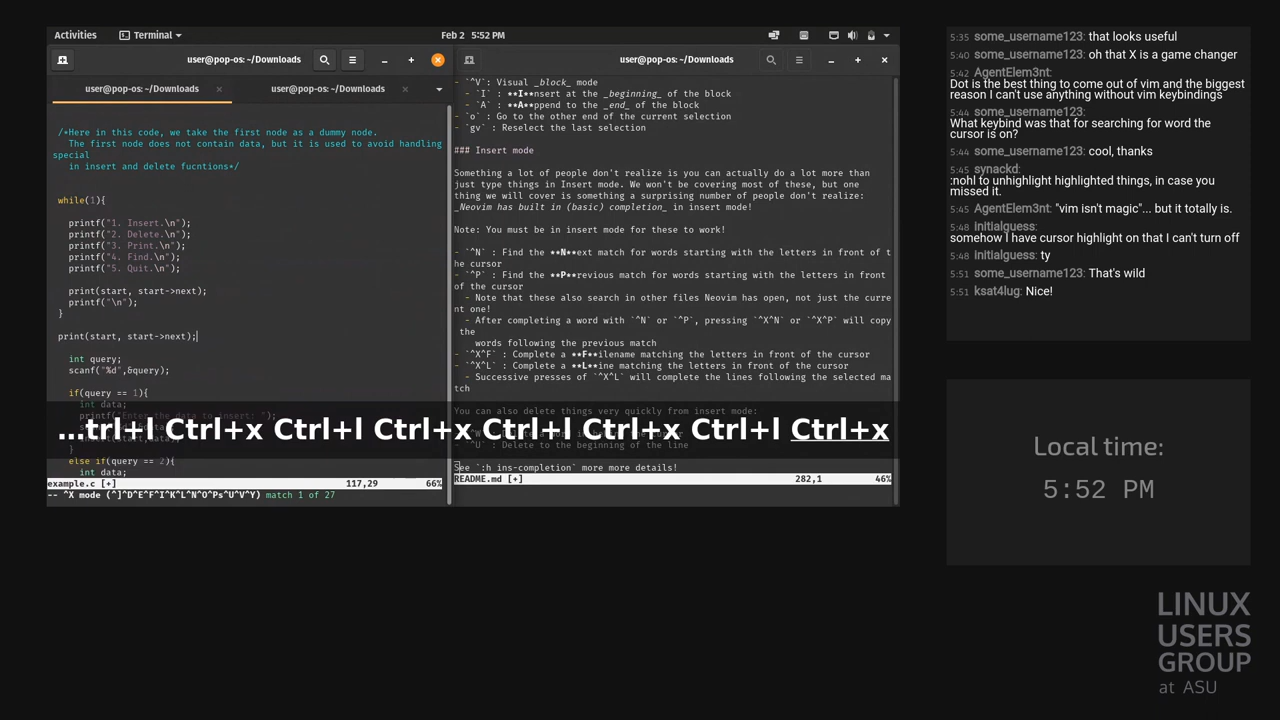 Activities
Terminal
Feb 2 5:52 PM
user@pop-os: ~/Downloads
user@pop-os: ~/Downloads ×
user@pop-os: ~/Downloads ×
/*Here in this code, we take the first node as a dummy node.
The first node does not contain data, but it is used to avoid handling
special
in insert and delete fucntions*/
while(1){
printf("1. Insert.\n");
printf("2. Delete.\n");
printf("3. Print.\n");
printf("4. Find.\n");
printf("5. Quit.\n");
print(start, start->next);
printf("\n");
}
print(start, start->next);
int query;
scanf("%d",&query);
if(query == 1){
int data;
printf("Enter the data to insert: ");
}
else if(query == 2){
int data;
example.c [+] 117,29 66%
-- ^X mode (^]^D^E^F^I^K^L^N^O^Ps^U^V^Y) match 1 of 27
user@pop-os: ~/Downloads
- `^V`: Visual _block_ mode
- `I` : **I**nsert at the _beginning_ of the block
- `A` : **A**ppend to the _end_ of the block
- `o` : Go to the other end of the current selection
- `gv` : Reselect the last selection
### Insert mode
Something a lot of people don't realize is you can actually do a lot more than
just type things in Insert mode. We won't be covering most of these, but one
thing we will cover is something a surprising number of people don't realize:
_Neovim has built in (basic) completion_ in insert mode!
Note: You must be in insert mode for these to work!
- `^N` : Find the **N**ext match for words starting with the letters in front of t
he cursor
- `^P` : Find the **P**revious match for words starting with the letters in front
of the cursor
- Note that these also search in other files Neovim has open, not just the curre
nt one!
- After completing a word with `^N` or `^P`, pressing `^X^N` or `^X^P` will copy
the
words following the previous match
- `^X^F` : Complete a **F**ilename matching the letters in front of the cursor
- `^X^L` : Complete a **L**ine matching the letters in front of the cursor
- Successive presses of `^X^L` will complete the lines following the selected ma
tch
You can also delete things very quickly from insert mode:
- `^U` : Delete to the beginning of the line
See `:h ins-completion` more more details!
README.md [+] 282,1 46%
...trl+l Ctrl+x Ctrl+l Ctrl+x Ctrl+l Ctrl+x Ctrl+l Ctrl+x
5:35 some_username123: that looks useful
5:40 some_username123: oh that X is a game changer
5:42 AgentElem3nt:
Dot is the best thing to come out of vim and the biggest
reason I can't use anything without vim keybindings
5:44 some_username123:
What keybind was that for searching for word the
cursor is on?
5:44 some_username123: cool, thanks
5:45 synackd:
:nohl to unhighlight highlighted things, in case you
missed it.
5:45 AgentElem3nt: "vim isn't magic"... but it totally is.
5:48 Initialguess:
somehow I have cursor highlight on that I can't turn off
5:48 initialguess: ty
5:51 some_username123: That's wild
5:51 ksat4lug: Nice!
Local time:
5:52 PM
LINUX
USERS
GROUP
at ASU